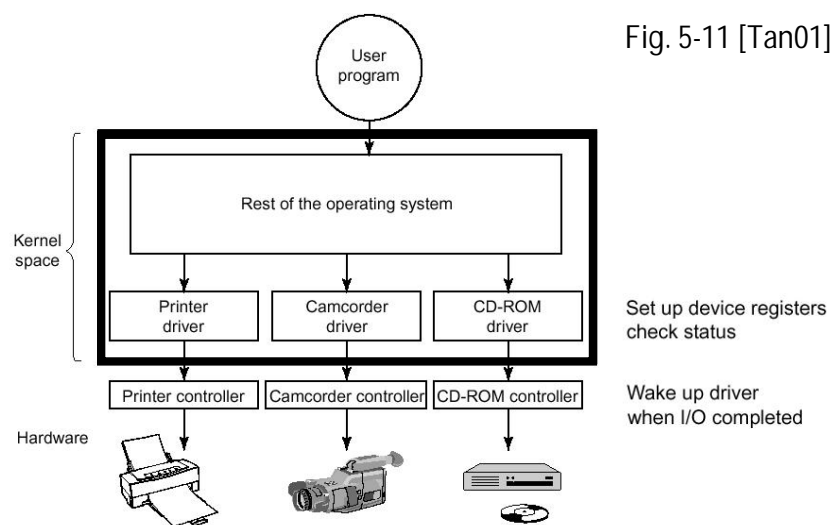 Fig. 5-11 [Tan01]
User
program
Rest of the operating system
Kernel
space
Printer
driver
Camcorder
driver
CD-ROM
driver
Set up device registers
check status
Printer controller
Camcorder controller
CD-ROM controller
Wake up driver
when I/O completed
Hardware